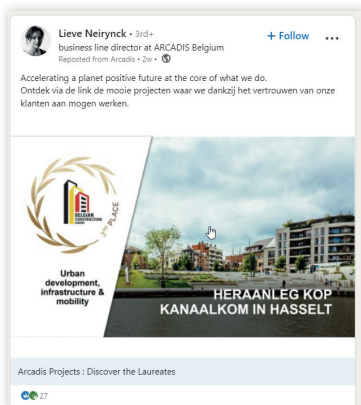 Lieve Neirynck • 3rd+
+ Follow
business line director at ARCADIS Belgium
Reposted from Arcadis • 2w •
Accelerating a planet positive future at the core of what we do.
Ontdek via de link de mooie projecten waar we dankzij het vertrouwen van onze
klanten aan mogen werken.
BELGIAN
CONSTRUCTION
AWARDS
3RD PLACE
Urban
development,
infrastructure &
mobility
HERAANLEG KOP
KANAALKOM IN HASSELT
Arcadis Projects : Discover the Laureates
27